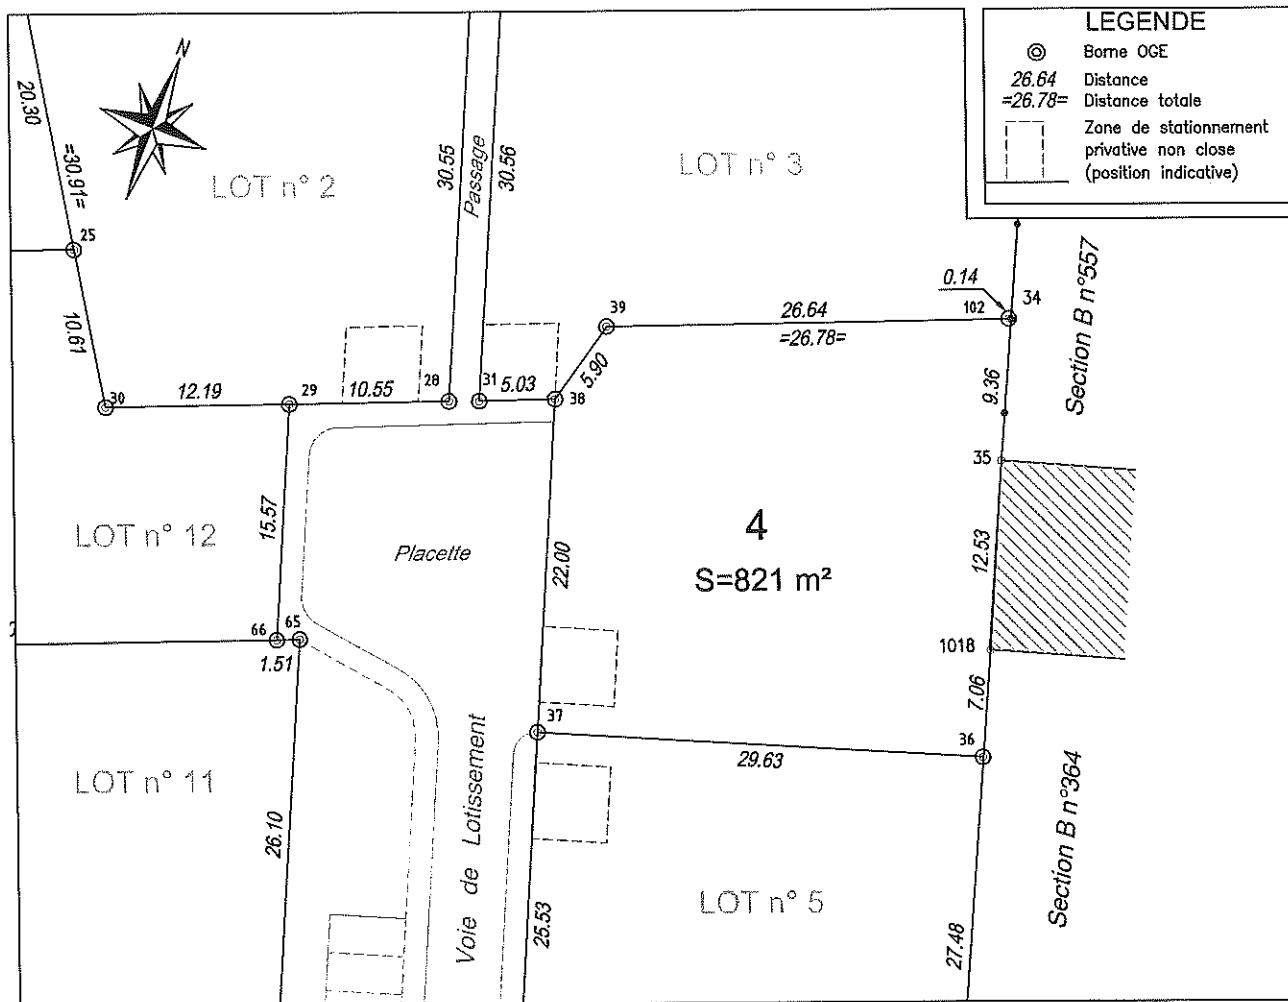 LEGENDE
Borne OGE
26.64 Distance
=26.78= Distance totale
Zone de stationnement
privative non close
(position indicative)
N
20.30
=30.91=
LOT n° 2
30.55
Passage
30.56
LOT n° 3
25
10.61
0.14
34
102
39
26.64
=26.78=
Section B n°557
9.36
5.90
30
12.19
29
10.55
28
31
5.03
38
35
15.57
LOT n° 12
Placette
22.00
4
S=821 m²
12.53
66
65
1.51
1018
7.06
37
29.63
36
LOT n° 11
26.10
Voie de Lotissement
25.53
LOT n° 5
27.48
Section B n°364